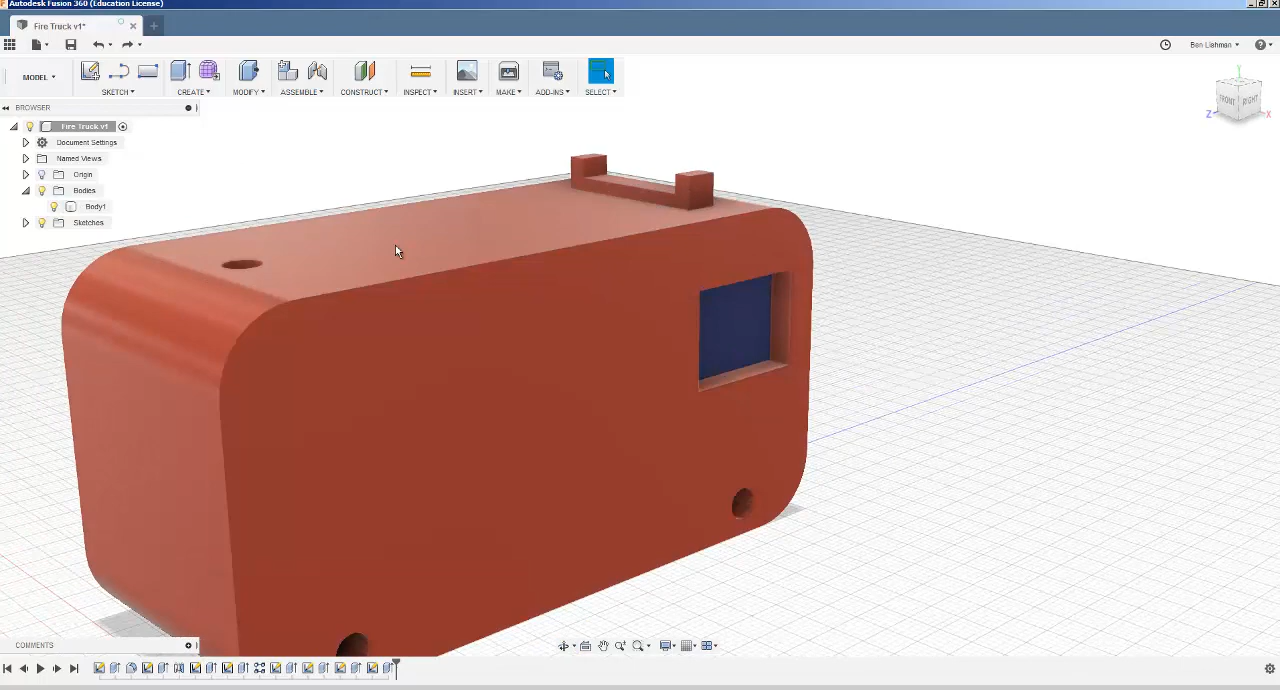 Autodesk Fusion 360 (Education License)
Fire Truck v1*
Ben Lishman
MODEL
SKETCH
CREATE
MODIFY
ASSEMBLE
CONSTRUCT
INSPECT
INSERT
MAKE
ADD-INS
SELECT
BROWSER
Fire Truck v1
Document Settings
Named Views
Origin
Bodies
Body1
Sketches
Y
FRONT
RIGHT
Z
X
COMMENTS